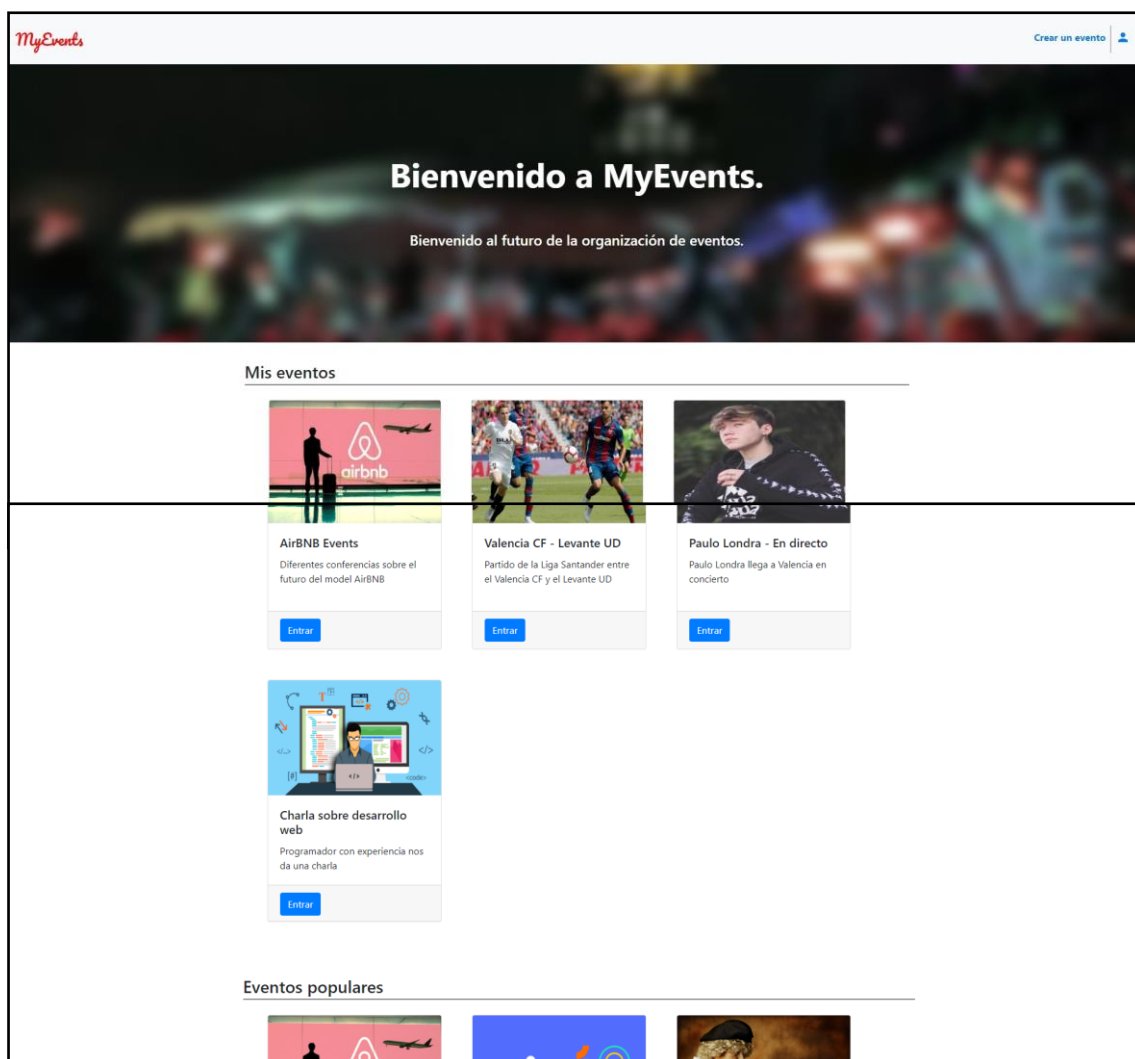 MyEvents
Crear un evento
Bienvenido a MyEvents.
Bienvenido al futuro de la organización de eventos.
Mis eventos
airbnb
AirBNB Events
Diferentes conferencias sobre el
futuro del model AirBNB
Entrar
Valencia CF - Levante UD
Partido de la Liga Santander entre
el Valencia CF y el Levante UD
Entrar
Paulo Londra - En directo
Paulo Londra llega a Valencia en
concierto
Entrar
T
</>
[#]
</>
</>
<code>
Charla sobre desarrollo
web
Programador con experiencia nos
da una charla
Entrar
Eventos populares